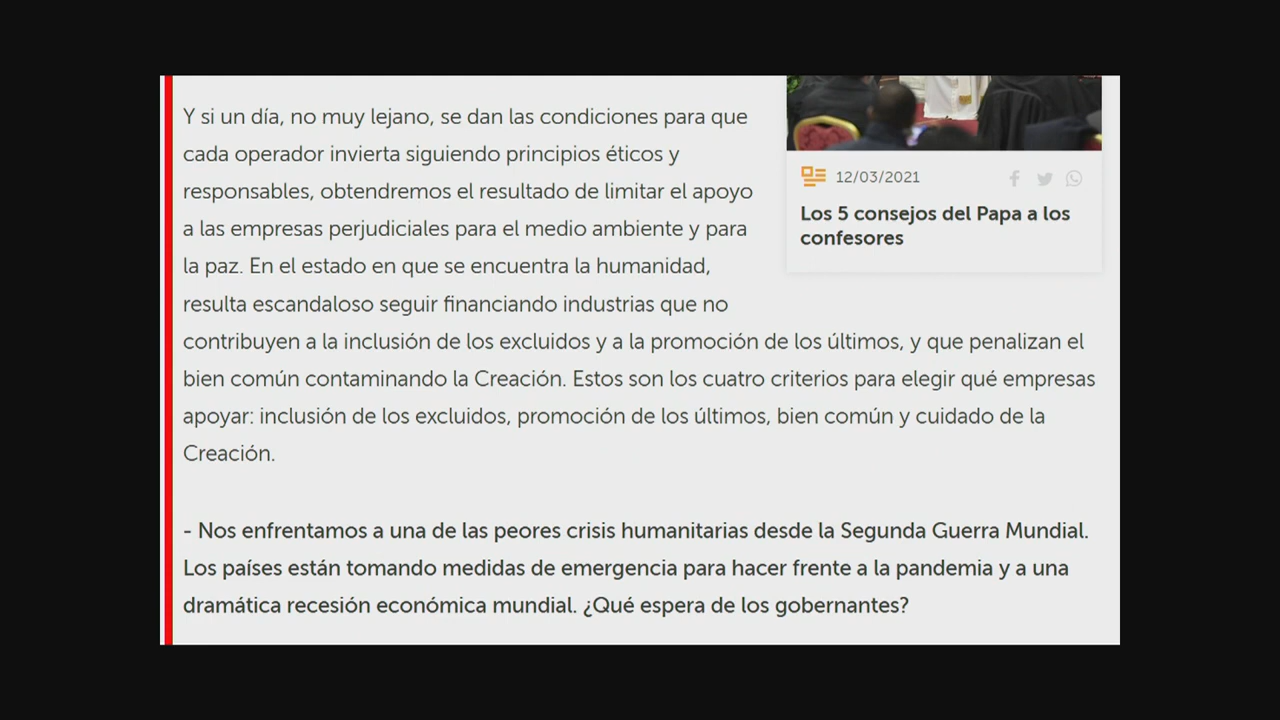 Y si un día, no muy lejano, se dan las condiciones para que
cada operador invierta siguiendo principios éticos y
responsables, obtendremos el resultado de limitar el apoyo
a las empresas perjudiciales para el medio ambiente y para
la paz. En el estado en que se encuentra la humanidad,
resulta escandaloso seguir financiando industrias que no
contribuyen a la inclusión de los excluidos y a la promoción de los últimos, y que penalizan el
bien común contaminando la Creación. Estos son los cuatro criterios para elegir qué empresas
apoyar: inclusión de los excluidos, promoción de los últimos, bien común y cuidado de la
Creación.
- Nos enfrentamos a una de las peores crisis humanitarias desde la Segunda Guerra Mundial.
Los países están tomando medidas de emergencia para hacer frente a la pandemia y a una
dramática recesión económica mundial. ¿Qué espera de los gobernantes?
12/03/2021
Los 5 consejos del Papa a los
confesores